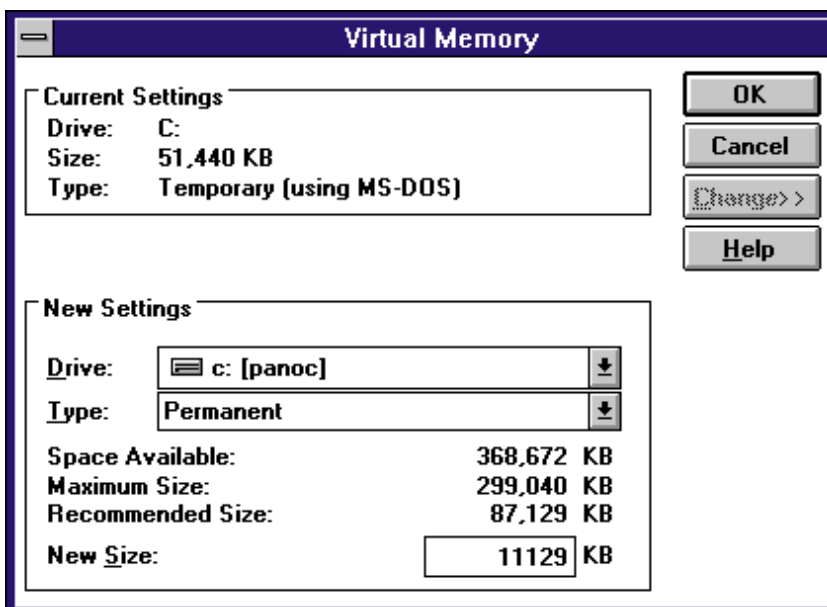 Virtual Memory
Current Settings
Drive: C:
Size: 51,440 KB
Type: Temporary (using MS-DOS)
OK
Cancel
Change>>
Help
New Settings
Drive: c: [panoc]
Type: Permanent
Space Available: 368,672 KB
Maximum Size: 299,040 KB
Recommended Size: 87,129 KB
New Size: 11129 KB